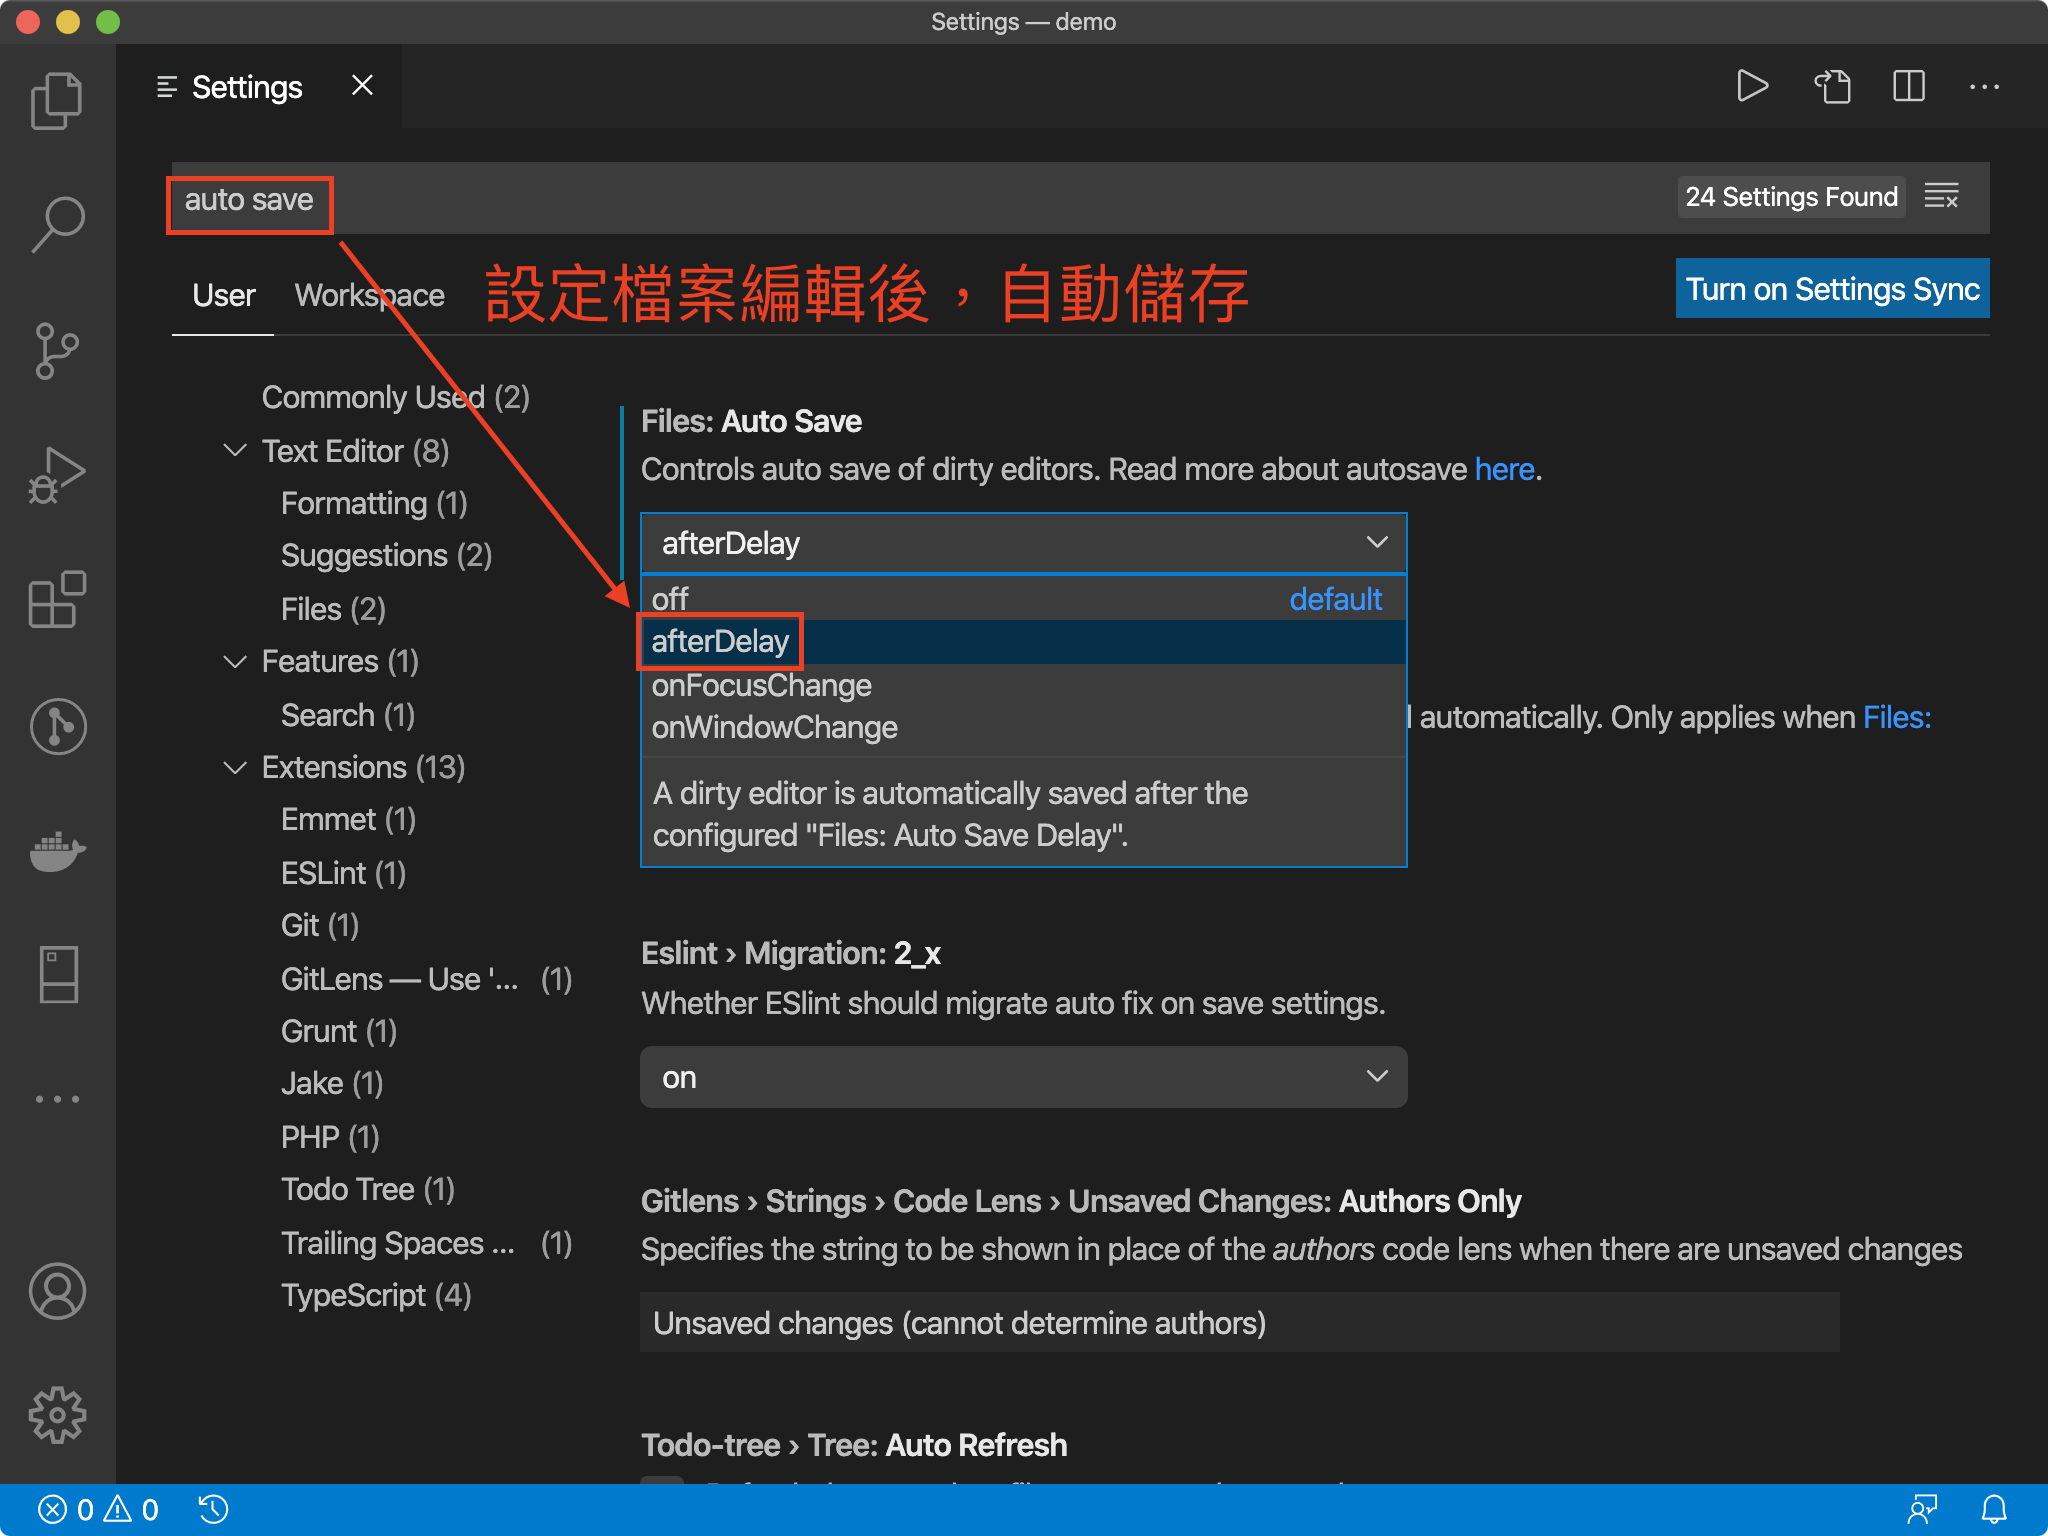 Settings — demo
Settings
auto save
24 Settings Found
User
Workspace
設定檔案編輯後，自動儲存
Turn on Settings Sync
Commonly Used (2)
Text Editor (8)
Formatting (1)
Suggestions (2)
Files (2)
Features (1)
Search (1)
Extensions (13)
Emmet (1)
ESLint (1)
Git (1)
GitLens — Use '... (1)
Grunt (1)
Jake (1)
PHP (1)
Todo Tree (1)
Trailing Spaces ... (1)
TypeScript (4)
Files: Auto Save
Controls auto save of dirty editors. Read more about autosave here.
afterDelay
off default
afterDelay
onFocusChange
onWindowChange
automatically. Only applies when Files:
A dirty editor is automatically saved after the
configured "Files: Auto Save Delay".
Eslint › Migration: 2_x
Whether ESlint should migrate auto fix on save settings.
on
Gitlens › Strings › Code Lens › Unsaved Changes: Authors Only
Specifies the string to be shown in place of the authors code lens when there are unsaved changes
Unsaved changes (cannot determine authors)
Todo-tree › Tree: Auto Refresh
0 0